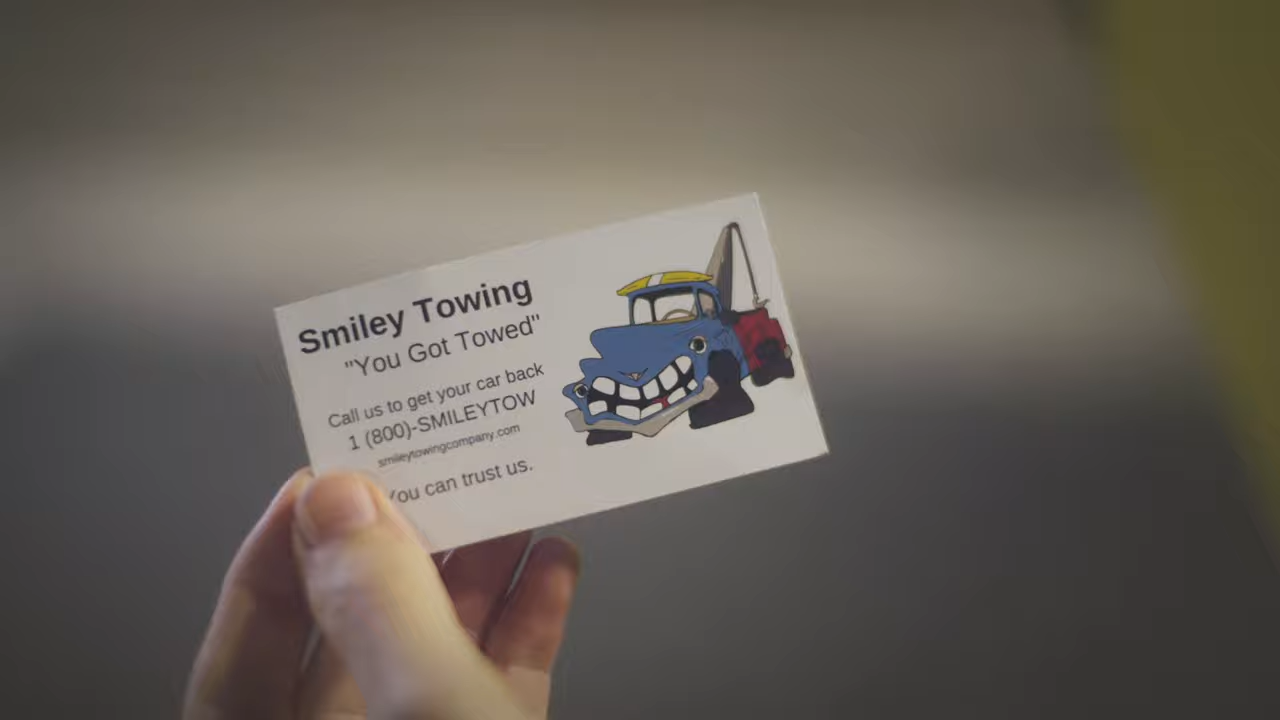 Smiley Towing
"You Got Towed"
Call us to get your car back
1 (800)-SMILEYTOW
smileytowingcompany.com
You can trust us.